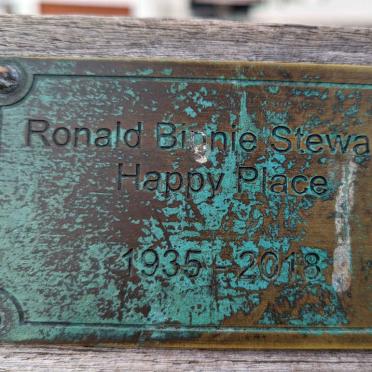 Ronald Binnie Stewa
Happy Place
1935 - 2018